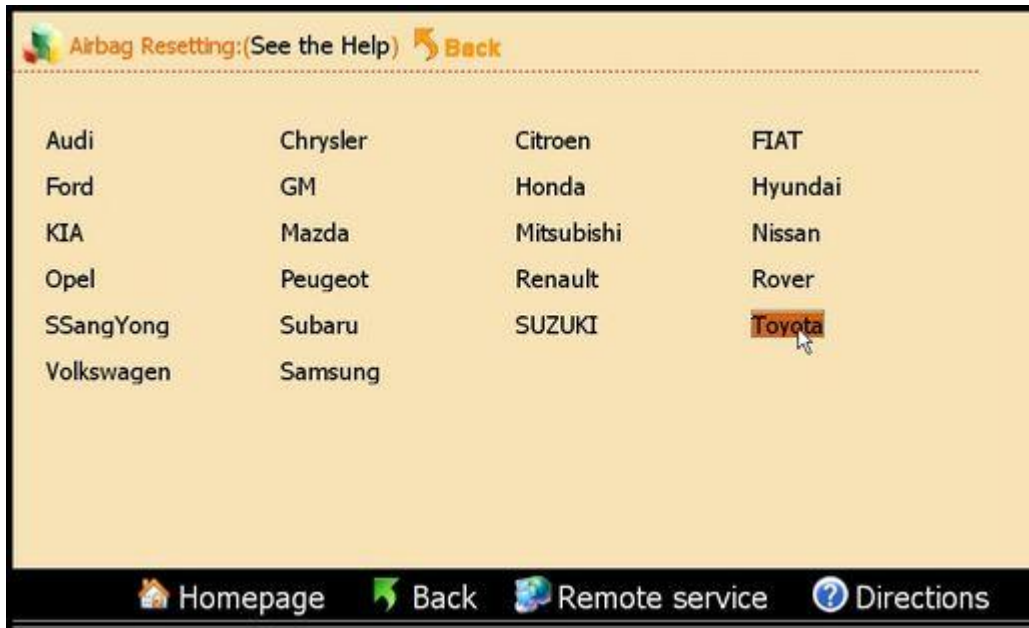 Airbag Resetting:(See the Help) Back
Audi Chrysler Citroen FIAT
Ford GM Honda Hyundai
KIA Mazda Mitsubishi Nissan
Opel Peugeot Renault Rover
SSangYong Subaru SUZUKI Toyota
Volkswagen Samsung
Homepage Back Remote service Directions